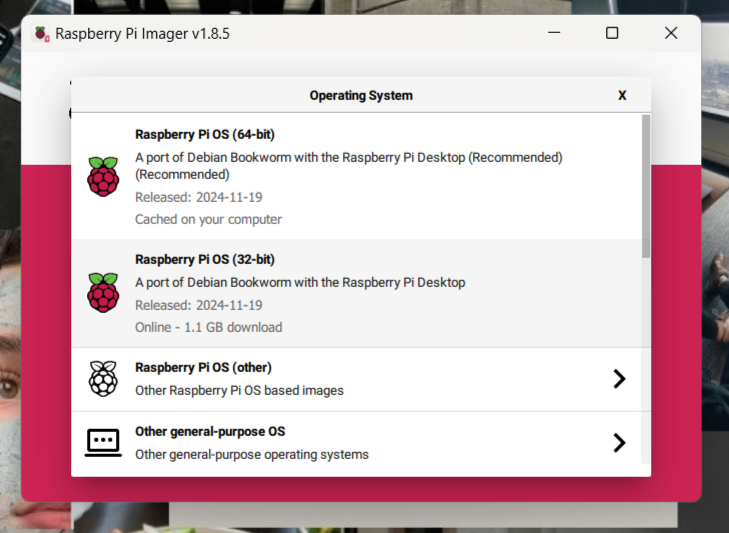 Raspberry Pi Imager v1.8.5
Operating System
X
Raspberry Pi OS (64-bit)
A port of Debian Bookworm with the Raspberry Pi Desktop (Recommended)
(Recommended)
Released: 2024-11-19
Cached on your computer
Raspberry Pi OS (32-bit)
A port of Debian Bookworm with the Raspberry Pi Desktop
Released: 2024-11-19
Online - 1.1 GB download
Raspberry Pi OS (other)
Other Raspberry Pi OS based images
Other general-purpose OS
Other general-purpose operating systems